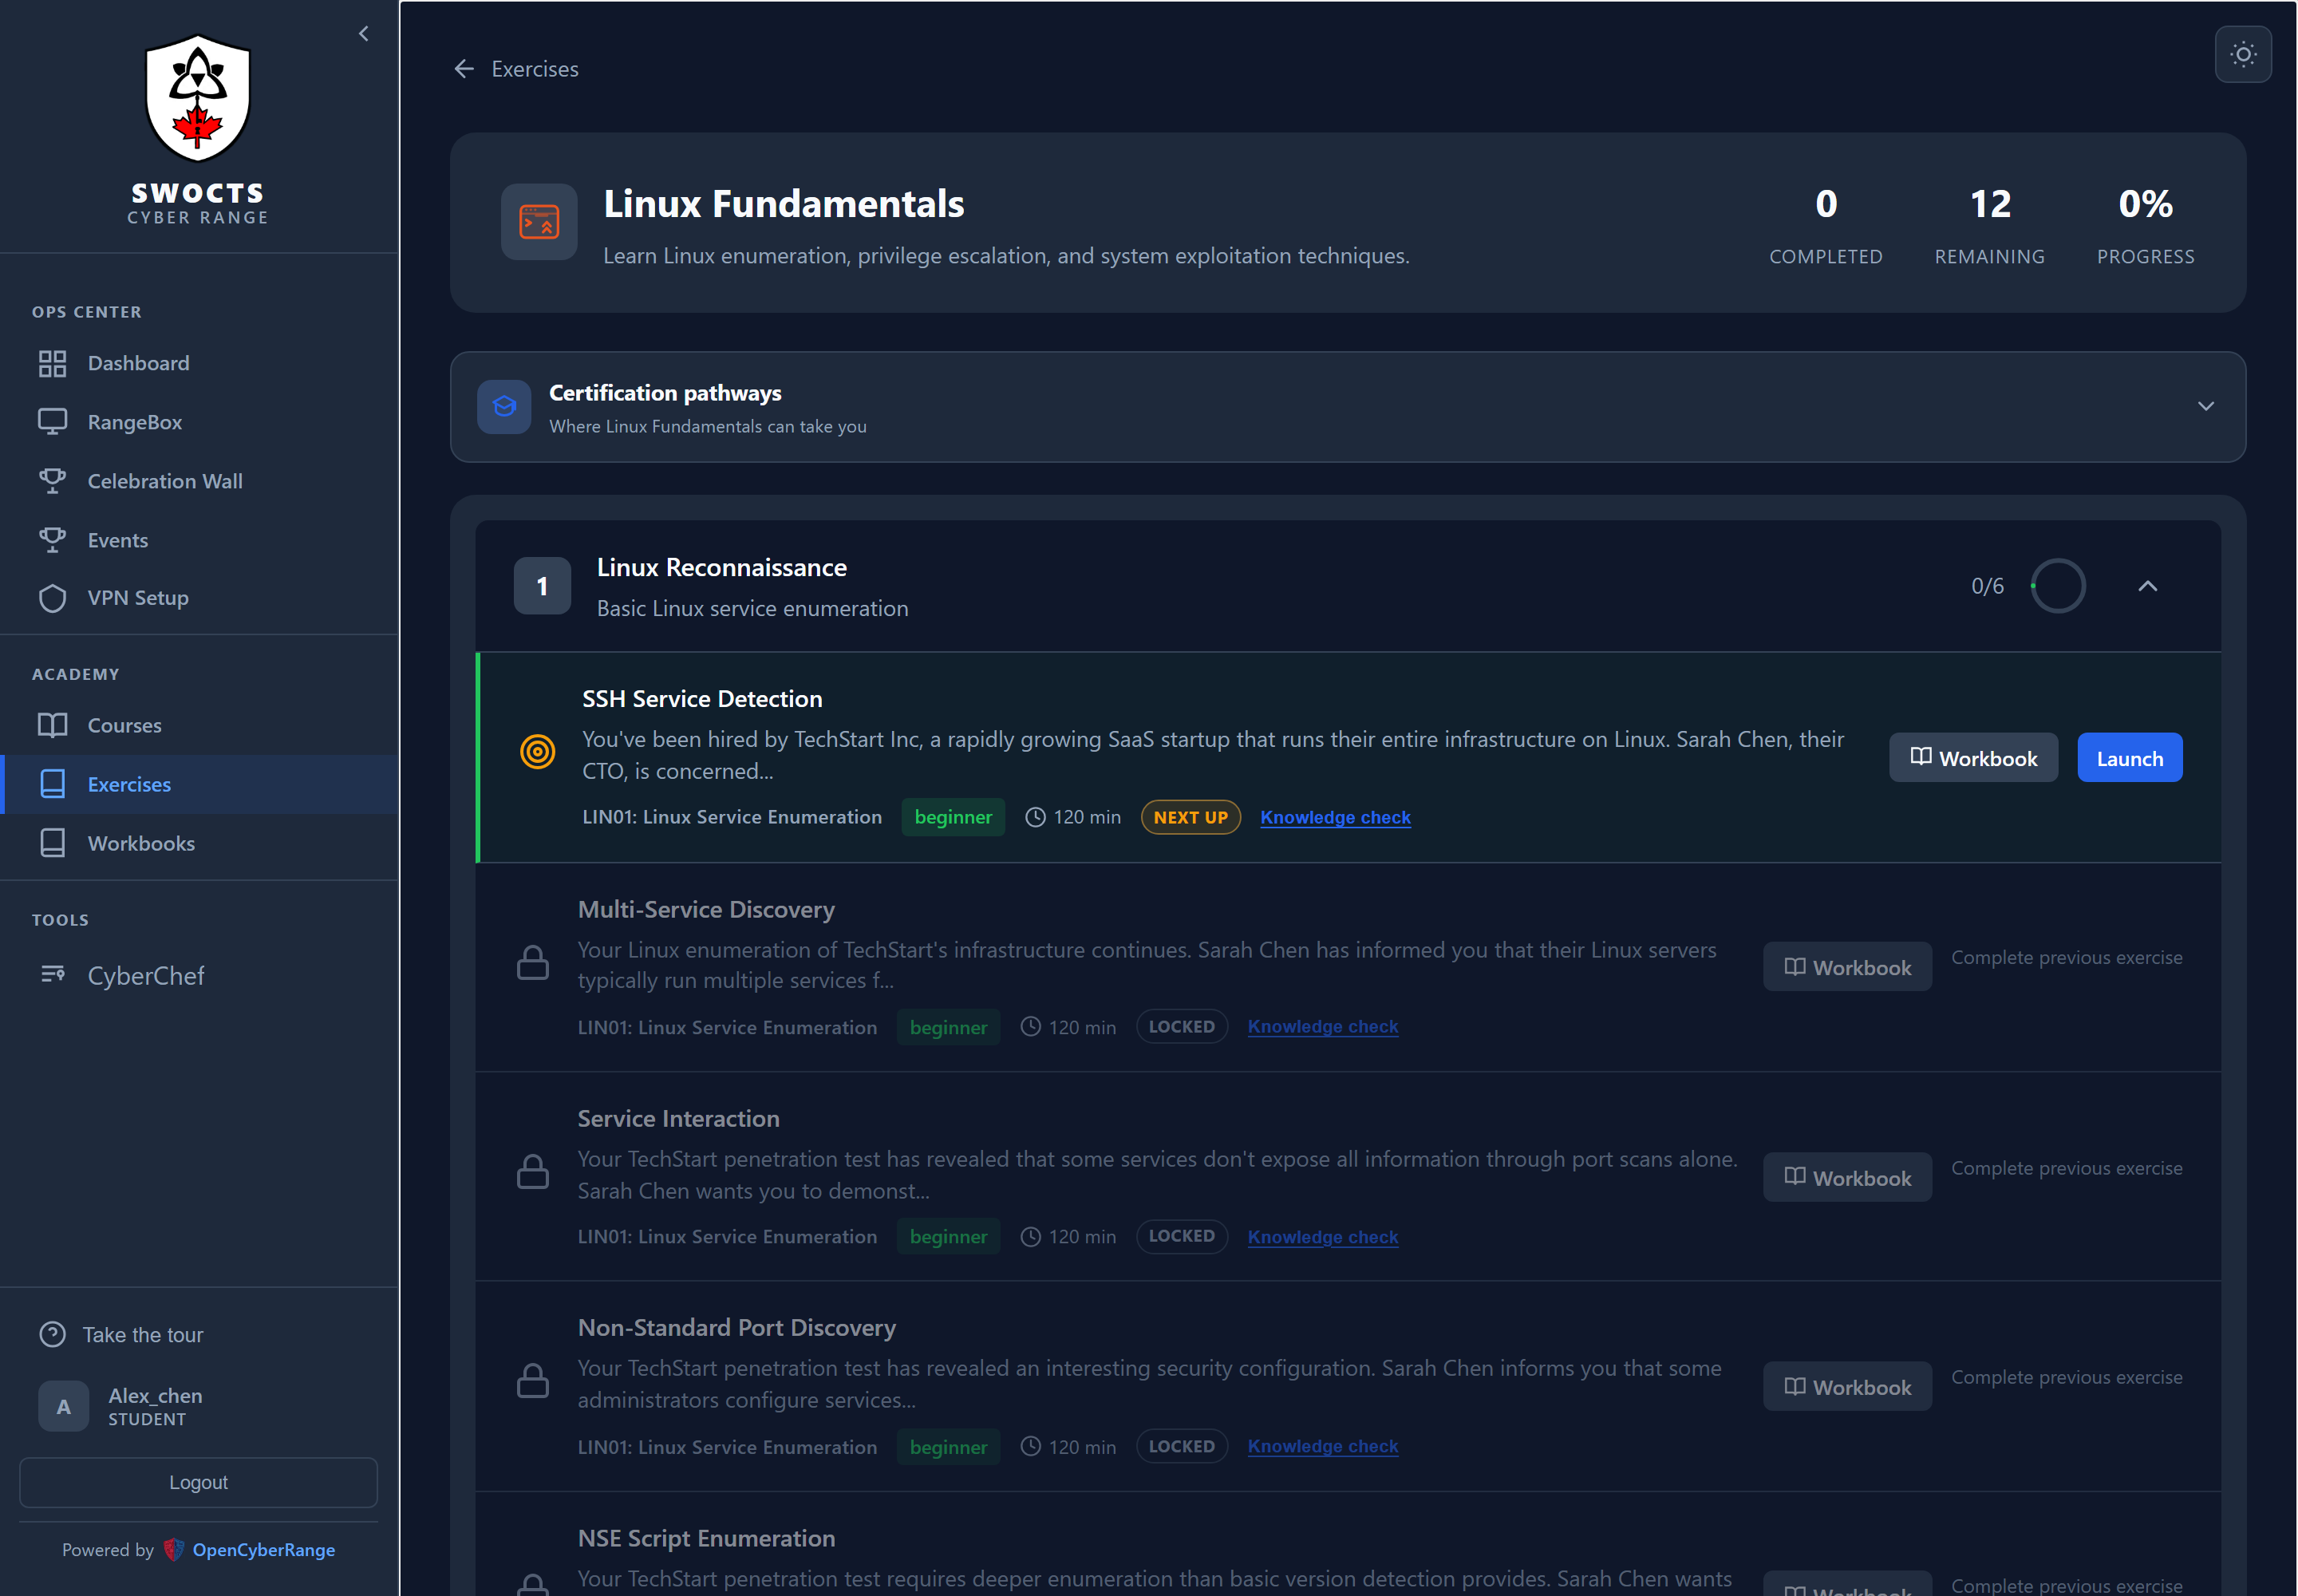 SWOCTS
CYBER RANGE
OPS CENTER
Dashboard
RangeBox
Celebration Wall
Events
VPN Setup
ACADEMY
Courses
Exercises
Workbooks
TOOLS
CyberChef
Take the tour
A
Alex_chen
STUDENT
Logout
Powered by OpenCyberRange
Exercises
Linux Fundamentals
Learn Linux enumeration, privilege escalation, and system exploitation techniques.
0
COMPLETED
12
REMAINING
0%
PROGRESS
Certification pathways
Where Linux Fundamentals can take you
1
Linux Reconnaissance
Basic Linux service enumeration
0/6
SSH Service Detection
You've been hired by TechStart Inc, a rapidly growing SaaS startup that runs their entire infrastructure on Linux. Sarah Chen, their
CTO, is concerned...
LIN01: Linux Service Enumeration beginner 120 min NEXT UP Knowledge check
Workbook Launch
Multi-Service Discovery
Your Linux enumeration of TechStart's infrastructure continues. Sarah Chen has informed you that their Linux servers
typically run multiple services f...
LIN01: Linux Service Enumeration beginner 120 min LOCKED Knowledge check
Workbook Complete previous exercise
Service Interaction
Your TechStart penetration test has revealed that some services don't expose all information through port scans alone.
Sarah Chen wants you to demonst...
LIN01: Linux Service Enumeration beginner 120 min LOCKED Knowledge check
Workbook Complete previous exercise
Non-Standard Port Discovery
Your TechStart penetration test has revealed an interesting security configuration. Sarah Chen informs you that some
administrators configure services...
LIN01: Linux Service Enumeration beginner 120 min LOCKED Knowledge check
Workbook Complete previous exercise
NSE Script Enumeration
Your TechStart penetration test requires deeper enumeration than basic version detection provides. Sarah Chen wants
Workbook Complete previous exercise